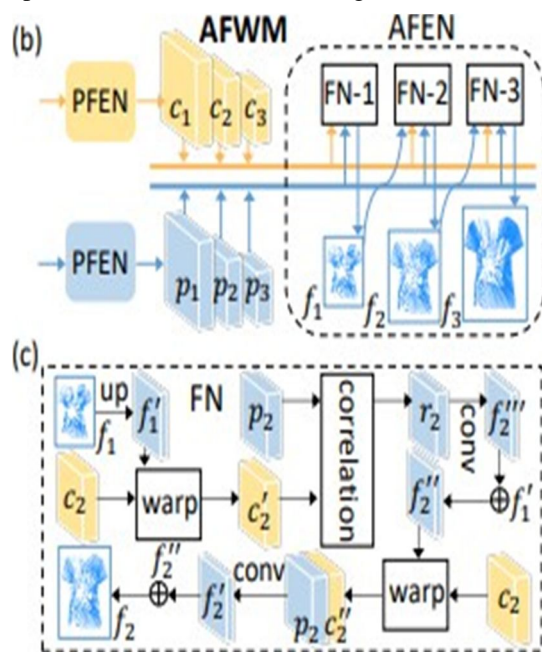 (b) AFWM AFEN
PFEN c₁ c₂ c₃ FN-1 FN-2 FN-3
PFEN p₁ p₂ p₃ f₁ f₂ f₃
(c) FN
f₁ up f₁′ p₂ correlation r₂ conv f₂‴
c₂ warp c₂′ f₂″ ⊕ f₁′
f₂ ⊕ f₂″ f₂′ conv p₂ c₂″ warp c₂